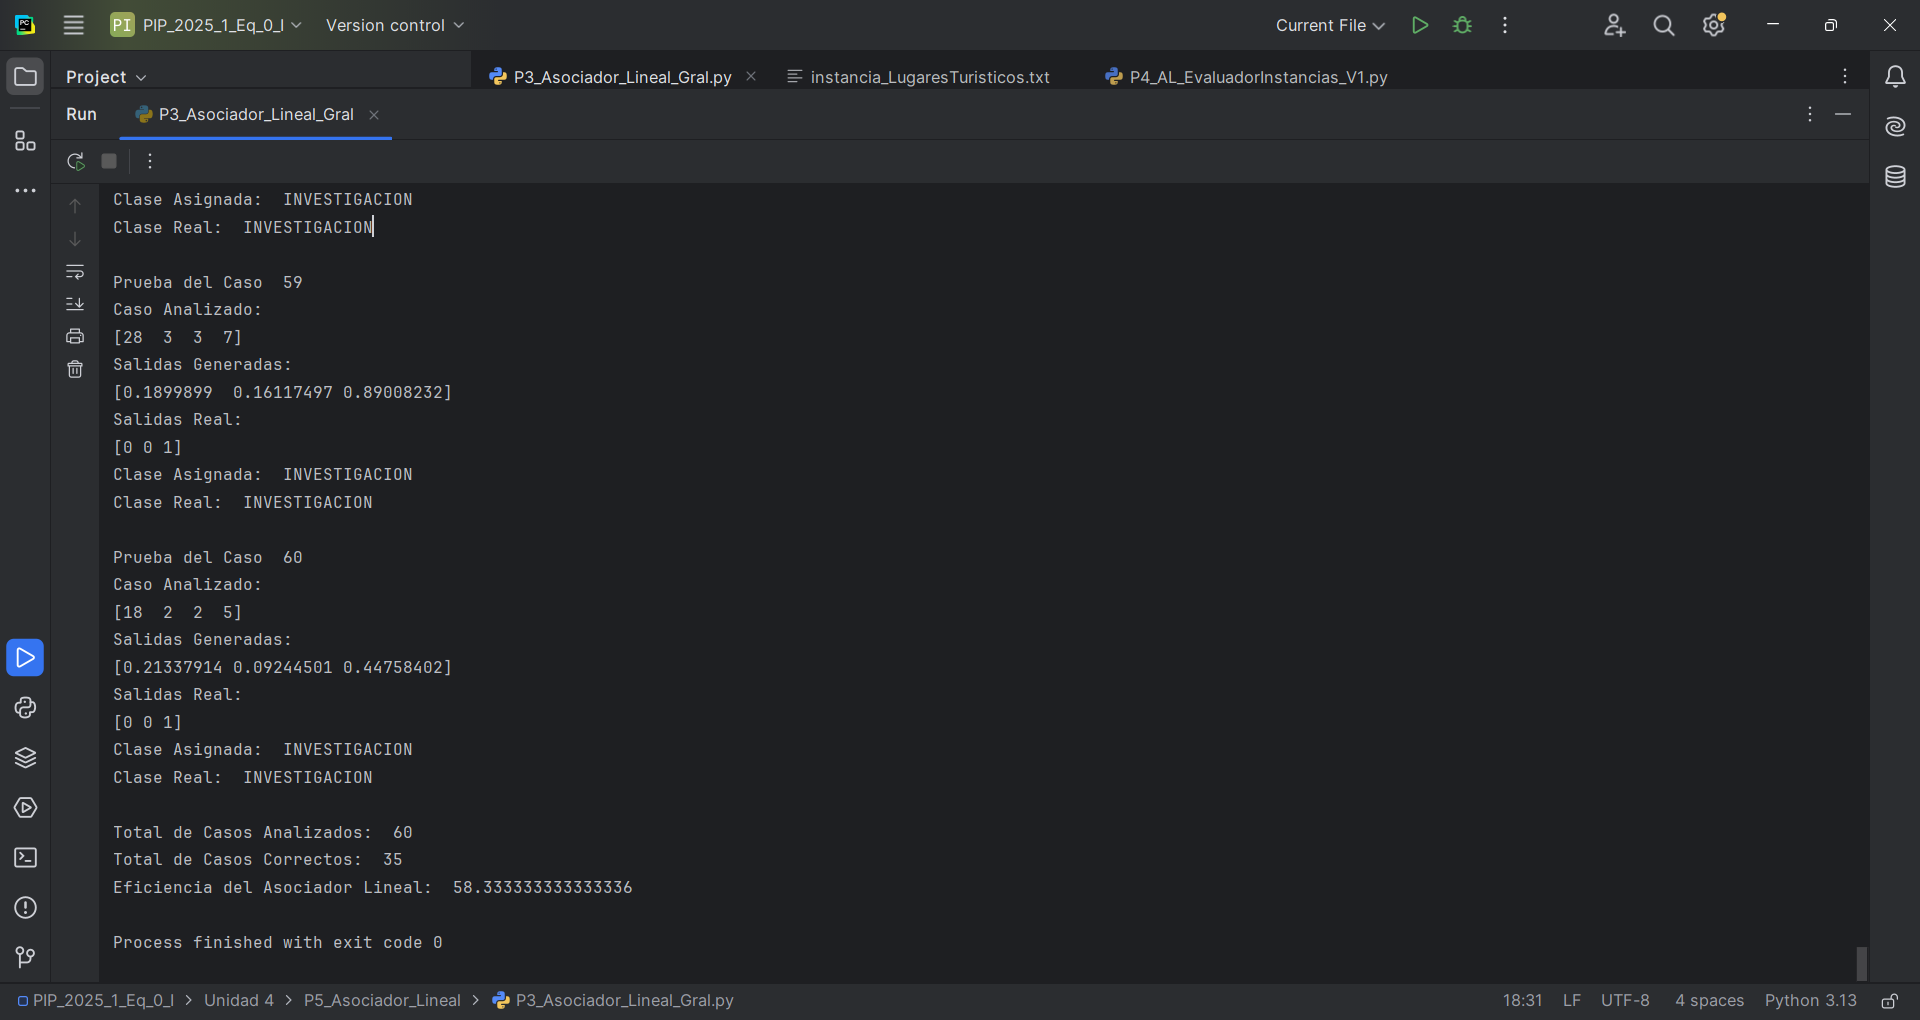 PI PIP_2025_1_Eq_0_I Version control Current File
Project P3_Asociador_Lineal_Gral.py instancia_LugaresTuristicos.txt P4_AL_EvaluadorInstancias_V1.py
Run P3_Asociador_Lineal_Gral
Clase Asignada: INVESTIGACION
Clase Real: INVESTIGACION
Prueba del Caso 59
Caso Analizado:
[28 3 3 7]
Salidas Generadas:
[0.1899899 0.16117497 0.89008232]
Salidas Real:
[0 0 1]
Clase Asignada: INVESTIGACION
Clase Real: INVESTIGACION
Prueba del Caso 60
Caso Analizado:
[18 2 2 5]
Salidas Generadas:
[0.21337914 0.09244501 0.44758402]
Salidas Real:
[0 0 1]
Clase Asignada: INVESTIGACION
Clase Real: INVESTIGACION
Total de Casos Analizados: 60
Total de Casos Correctos: 35
Eficiencia del Asociador Lineal: 58.333333333333336
Process finished with exit code 0
PIP_2025_1_Eq_0_I > Unidad 4 > P5_Asociador_Lineal > P3_Asociador_Lineal_Gral.py 18:31 LF UTF-8 4 spaces Python 3.13